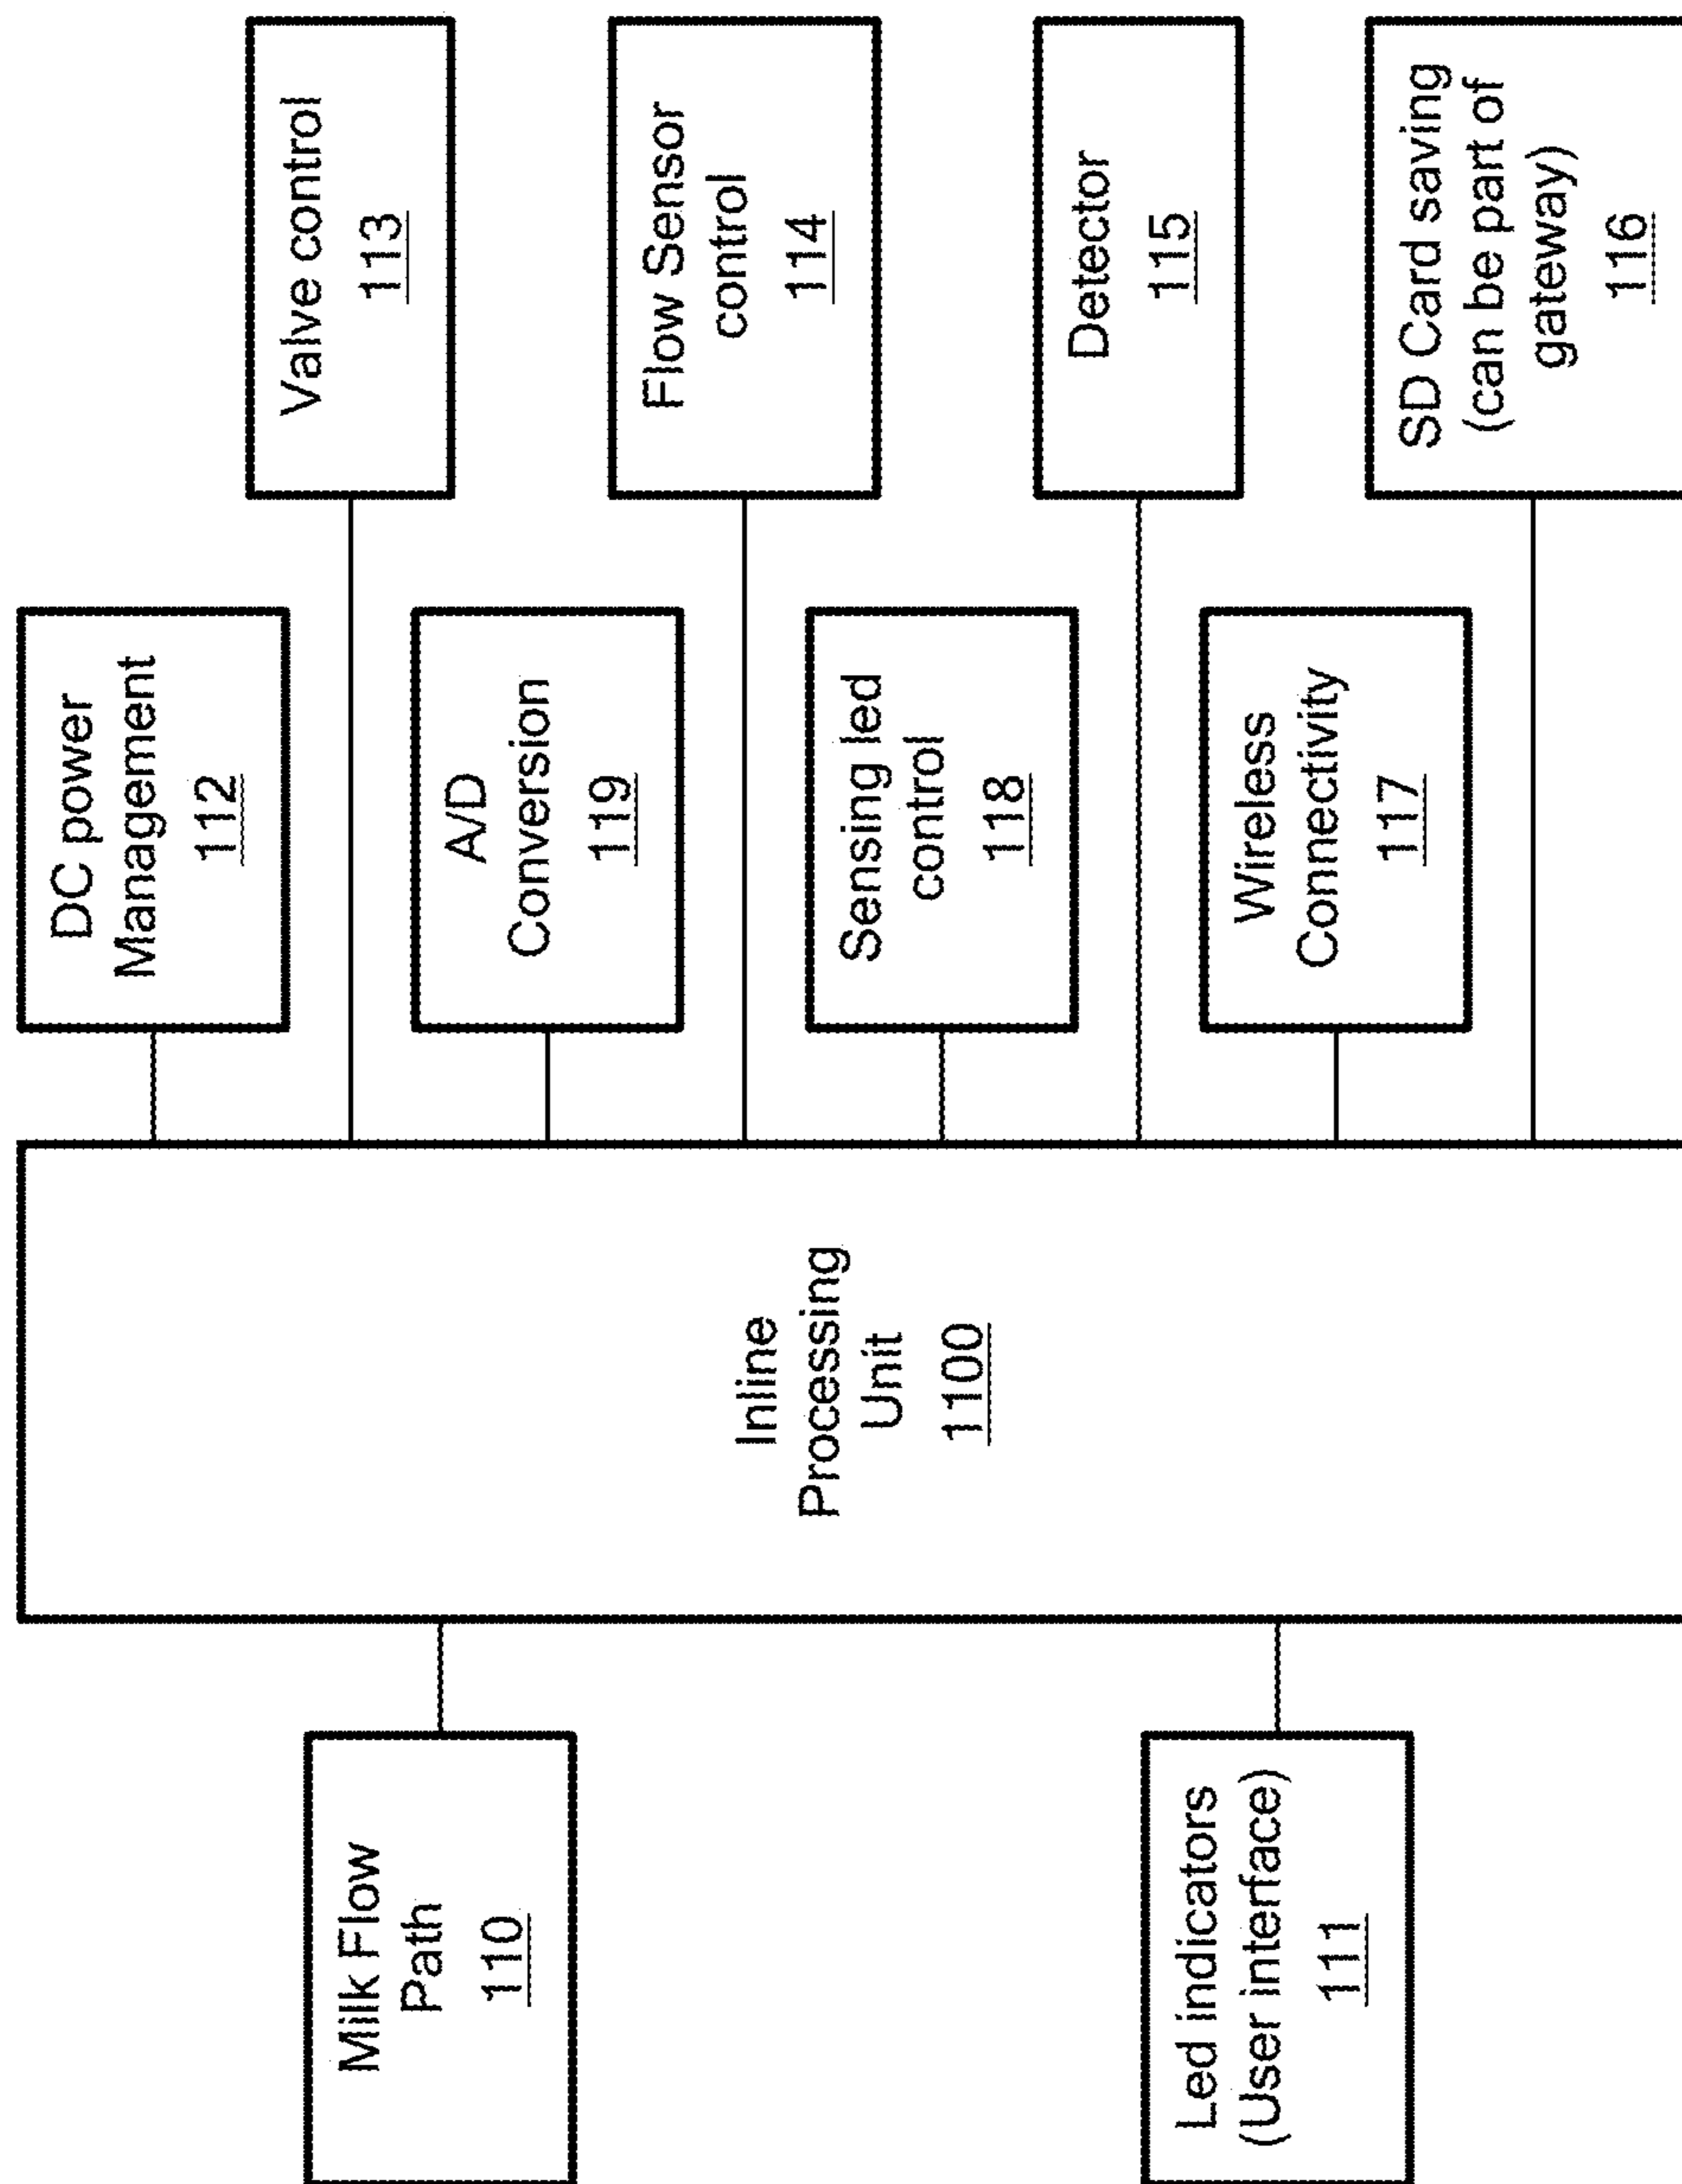 Milk Flow
Path
110
Led indicators
(User interface)
111
Inline
Processing
Unit
1100
DC power
Management
112
A/D
Conversion
119
Sensing led
control
118
Wireless
Connectivity
117
Valve control
113
Flow Sensor
control
114
Detector
115
SD Card saving
(can be part of
gateway)
116